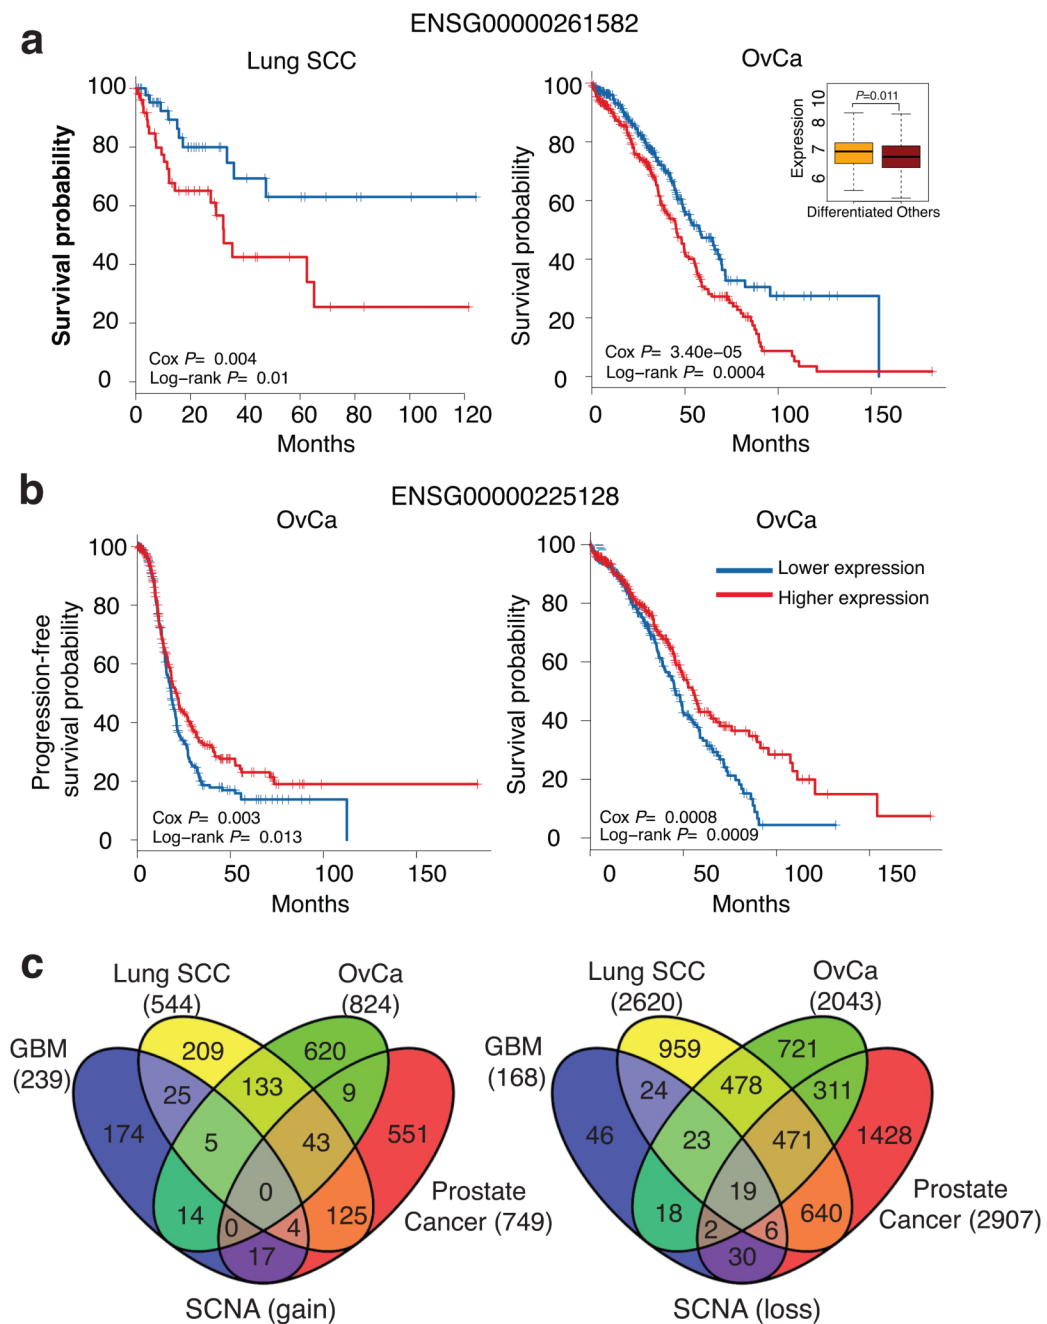 a
ENSG00000261582
Lung SCC
Survival probability
100
80
60
40
20
0
Cox P= 0.004
Log–rank P= 0.01
0 20 40 60 80 100 120
Months
OvCa
Survival probability
100
80
60
40
20
0
Cox P= 3.40e–05
Log–rank P= 0.0004
0 50 100 150
Months
Expression
10
8
7
6
P=0.011
Differentiated Others
b
ENSG00000225128
OvCa
Progression-free
survival probability
100
80
60
40
20
0
Cox P= 0.003
Log–rank P= 0.013
0 50 100 150
Months
OvCa
Survival probability
100
80
60
40
20
0
Lower expression
Higher expression
Cox P= 0.0008
Log–rank P= 0.0009
0 50 100 150
Months
c
Lung SCC
(544)
OvCa
(824)
GBM
(239)
209 620
25 133 9
174 5 43 551
0
14 0 4 125
17
Prostate
Cancer (749)
SCNA (gain)
Lung SCC
(2620)
OvCa
(2043)
GBM
(168)
959 721
24 478 311
46 23 471 1428
19
18 2 6 640
30
Prostate
Cancer (2907)
SCNA (loss)